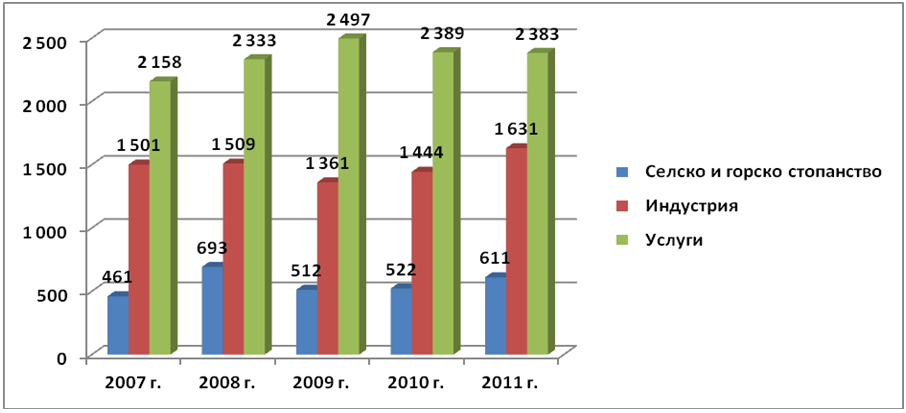 2 500
2 000
1 500
1 000
500
0
461
1 501
2 158
693
1 509
2 333
512
1 361
2 497
522
1 444
2 389
611
1 631
2 383
2007 г.
2008 г.
2009 г.
2010 г.
2011 г.
Селско и горско стопанство
Индустрия
Услуги